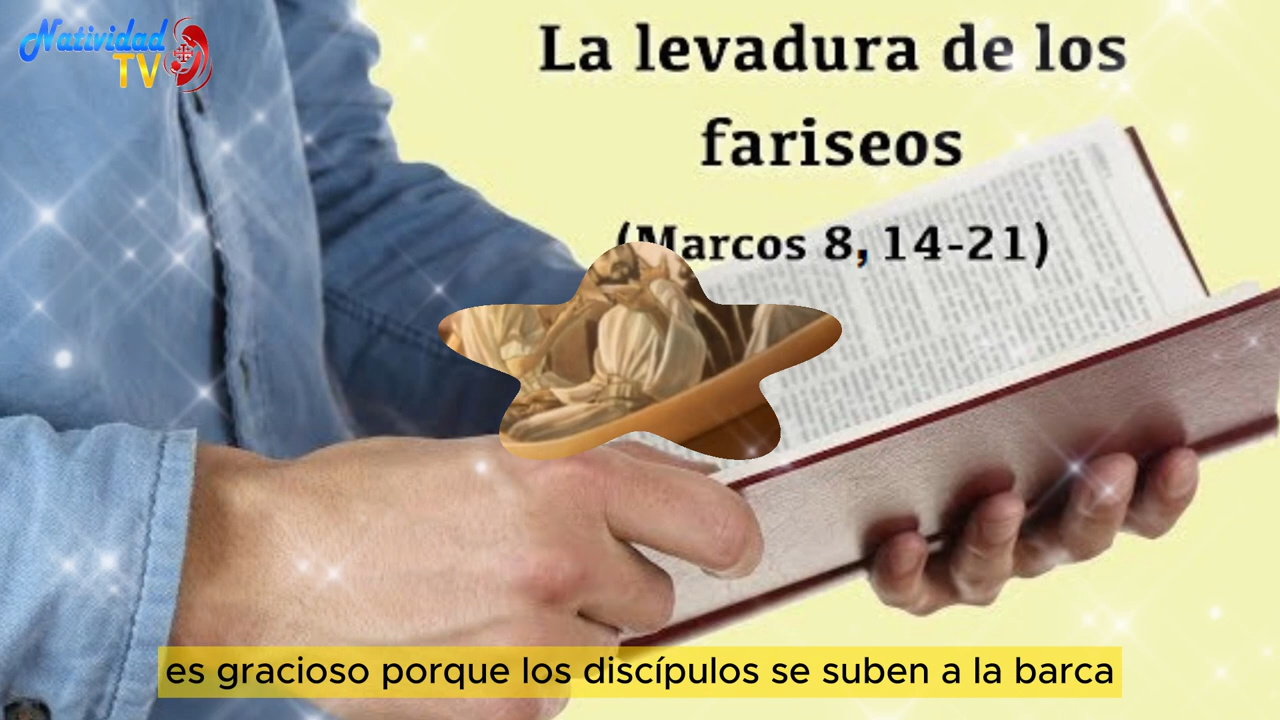 Natividad
TV
La levadura de los
fariseos
(Marcos 8, 14-21)
es gracioso porque los discípulos se suben a la barca